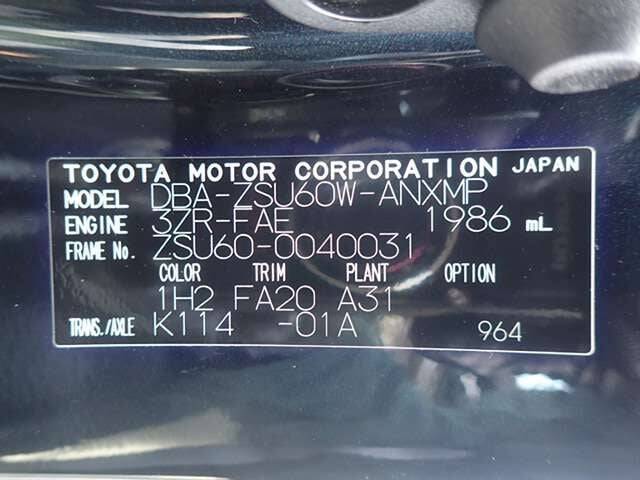 TOYOTA MOTOR CORPORATION JAPAN
MODEL DBA-ZSU60W-ANXMP
ENGINE 3ZR-FAE 1986 mL
FRAME No. ZSU60-0040031
COLOR TRIM PLANT OPTION
1H2 FA20 A31
TRANS./AXLE K114 -01A 964